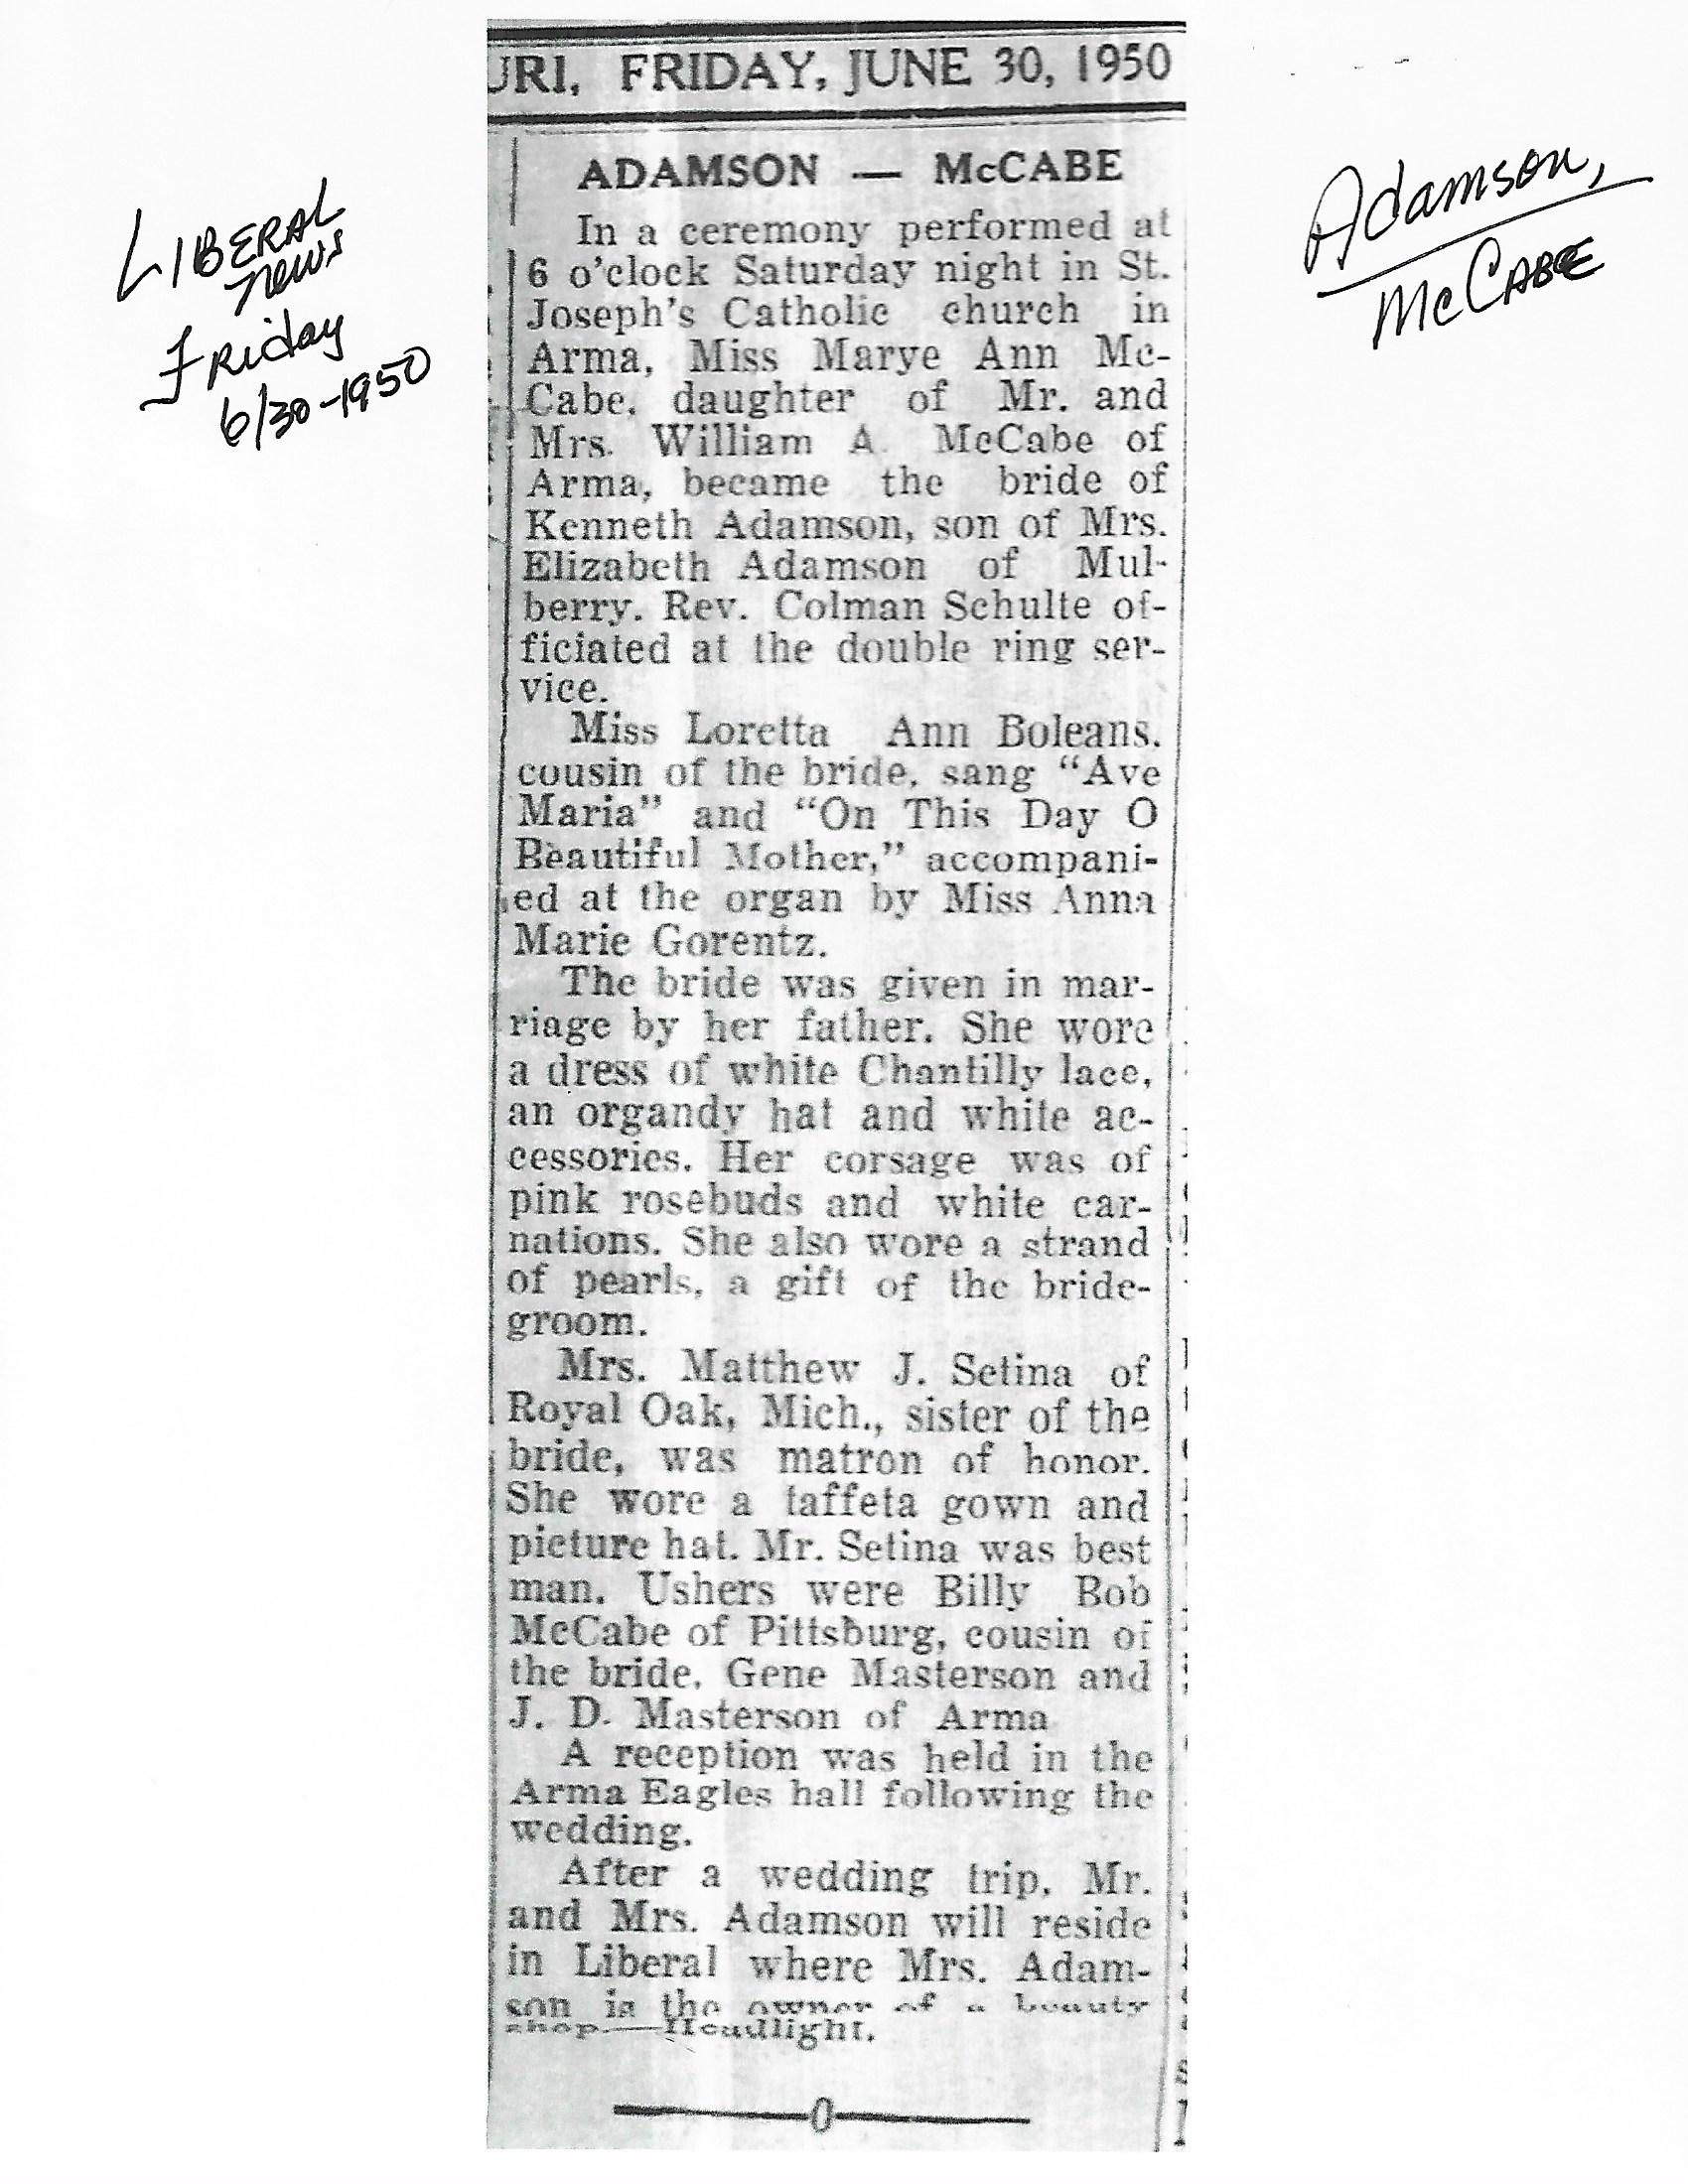 LIBERAL
news
Friday
6/30-1950
Adamson,
McCABE
URI, FRIDAY, JUNE 30, 1950
ADAMSON — McCABE
In a ceremony performed at
6 o'clock Saturday night in St.
Joseph's Catholic church in
Arma, Miss Marye Ann Mc-
Cabe, daughter of Mr. and
Mrs. William A. McCabe of
Arma, became the bride of
Kenneth Adamson, son of Mrs.
Elizabeth Adamson of Mul-
berry. Rev. Colman Schulte of-
ficiated at the double ring ser-
vice.
Miss Loretta Ann Boleans,
cousin of the bride, sang "Ave
Maria" and "On This Day O
Beautiful Mother," accompani-
ed at the organ by Miss Anna
Marie Gorentz.
The bride was given in mar-
riage by her father. She wore
a dress of white Chantilly lace,
an organdy hat and white ac-
cessories. Her corsage was of
pink rosebuds and white car-
nations. She also wore a strand
of pearls, a gift of the bride-
groom.
Mrs. Matthew J. Setina of
Royal Oak, Mich., sister of the
bride, was matron of honor.
She wore a taffeta gown and
picture hat. Mr. Setina was best
man. Ushers were Billy Bob
McCabe of Pittsburg, cousin of
the bride, Gene Masterson and
J. D. Masterson of Arma
A reception was held in the
Arma Eagles hall following the
wedding.
After a wedding trip, Mr.
and Mrs. Adamson will reside
in Liberal where Mrs. Adam-
son is the owner of a beauty
shop.—Headlight.
0